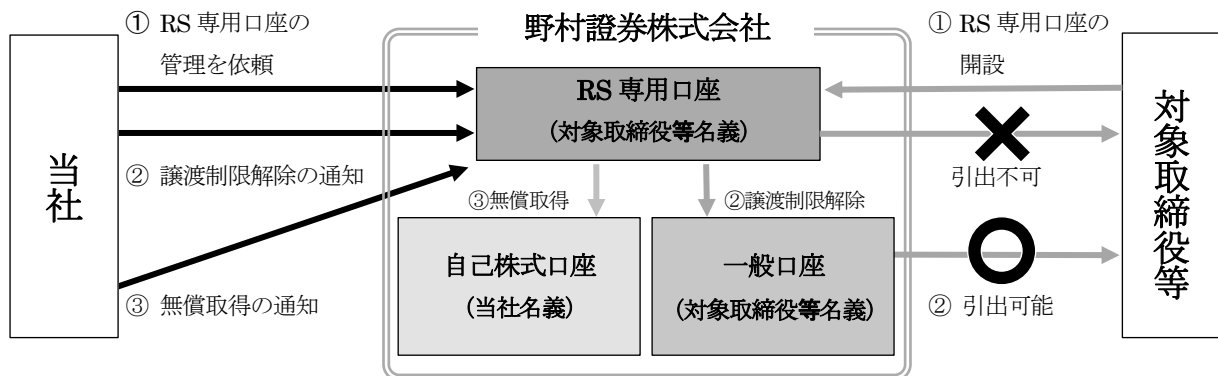 ① RS 専用口座の
管理を依頼
野村證券株式会社
① RS 専用口座の
開設
RS 専用口座
(対象取締役等名義)
当社
対象取締役等
② 譲渡制限解除の通知
引出不可
③無償取得
②譲渡制限解除
自己株式口座
(当社名義)
一般口座
(対象取締役等名義)
③ 無償取得の通知
② 引出可能